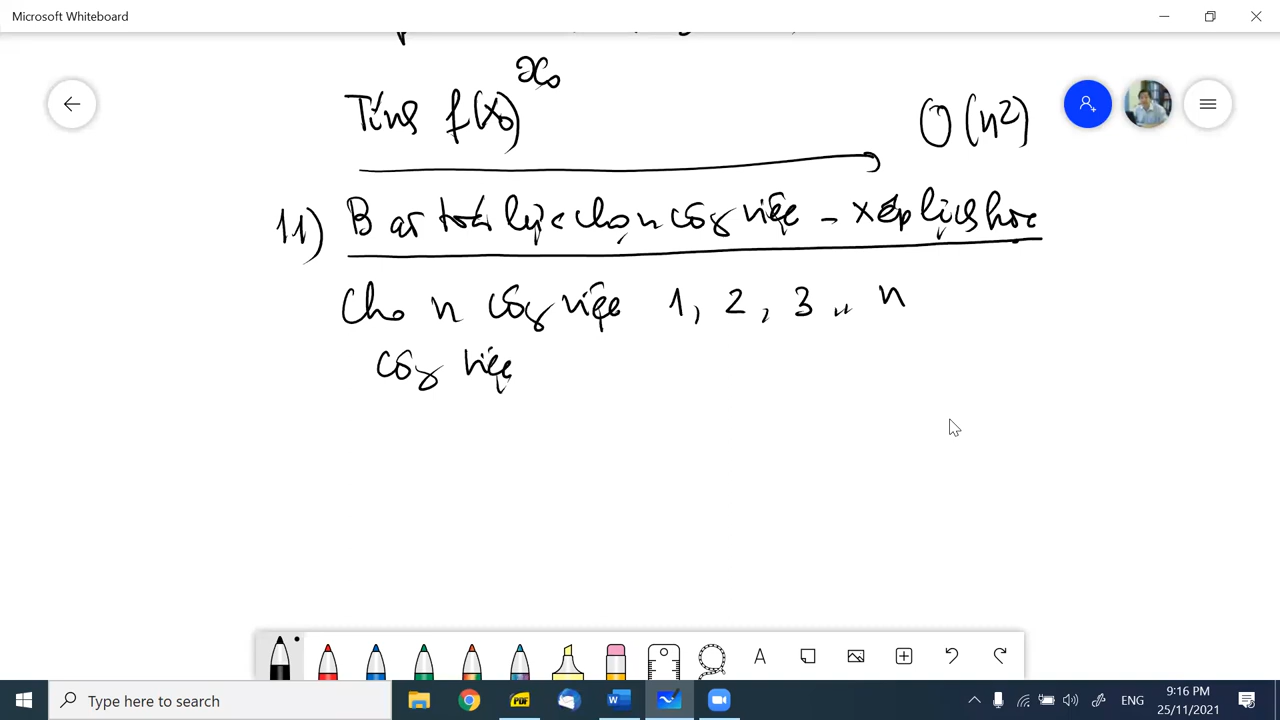 Microsoft Whiteboard
x₀
Tính f(x₀) O(n²)
11) Bài toán lựa chọn công việc - xếp lịch học
Cho n công việc 1, 2, 3 .. n
công việc
A
Type here to search
PDF
ENG
9:16 PM
25/11/2021